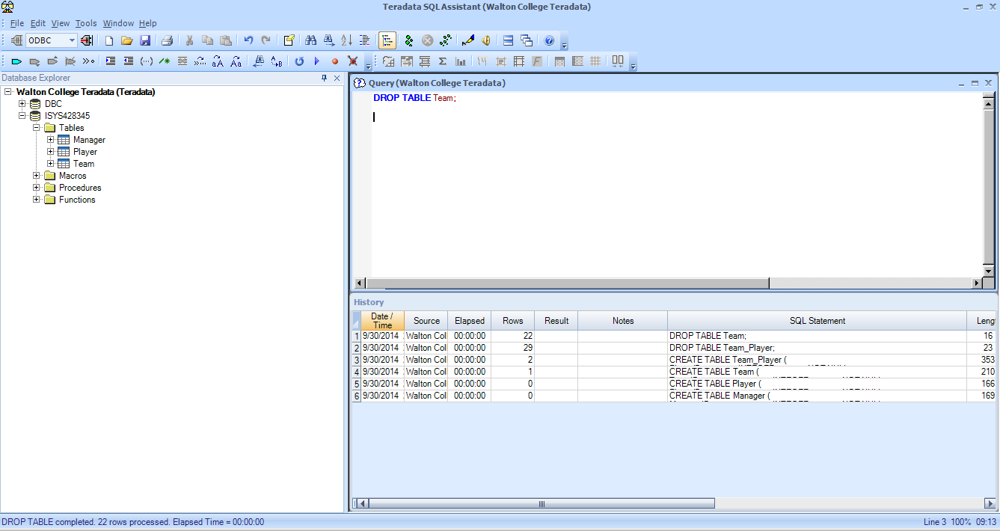 Teradata SQL Assistant (Walton College Teradata)
File Edit View Tools Window Help
ODBC
Database Explorer
Walton College Teradata (Teradata)
DBC
ISYS428345
Tables
Manager
Player
Team
Macros
Procedures
Functions
Query (Walton College Teradata)
DROP TABLE Team;
History
Date / Time Source Elapsed Rows Result Notes SQL Statement Lengt
1 9/30/2014 Walton Coll 00:00:00 22 DROP TABLE Team; 16
2 9/30/2014 Walton Coll 00:00:00 29 DROP TABLE Team_Player; 23
3 9/30/2014 Walton Coll 00:00:00 2 CREATE TABLE Team_Player ( 353
4 9/30/2014 Walton Coll 00:00:00 1 CREATE TABLE Team ( 210
5 9/30/2014 Walton Coll 00:00:00 0 CREATE TABLE Player ( 166
6 9/30/2014 Walton Coll 00:00:00 0 CREATE TABLE Manager ( 169
DROP TABLE completed. 22 rows processed. Elapsed Time = 00:00:00
Line 3 100% 09:13